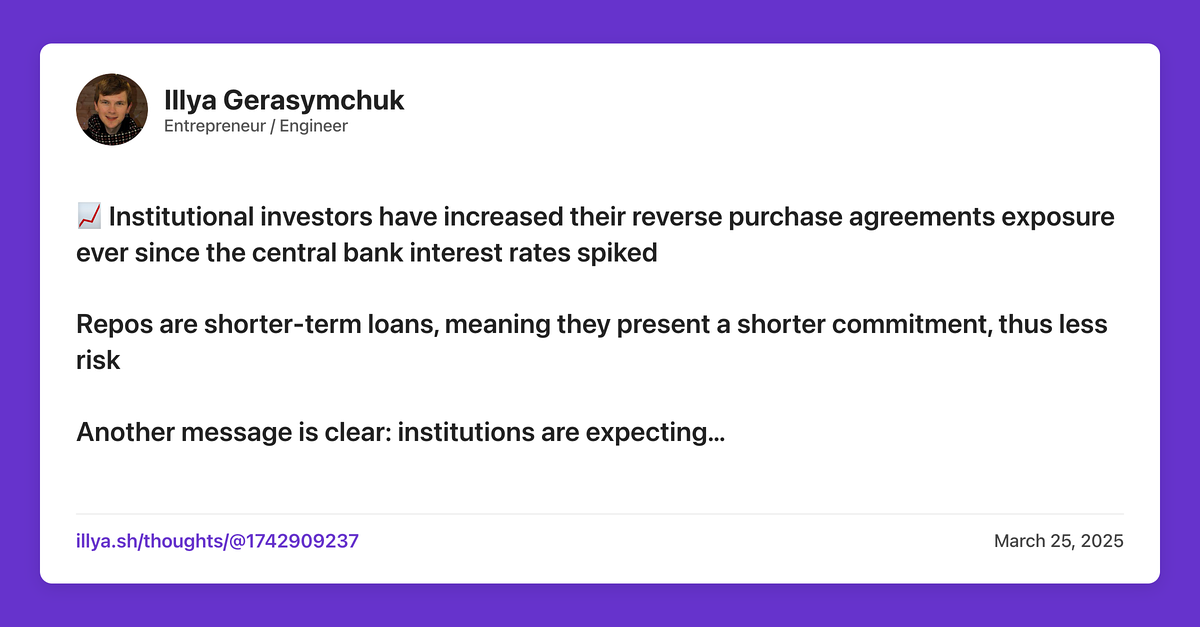 Illya Gerasymchuk
Entrepreneur / Engineer
📈 Institutional investors have increased their reverse purchase agreements exposure
ever since the central bank interest rates spiked
Repos are shorter-term loans, meaning they present a shorter commitment, thus less
risk
Another message is clear: institutions are expecting…
illya.sh/thoughts/@1742909237
March 25, 2025